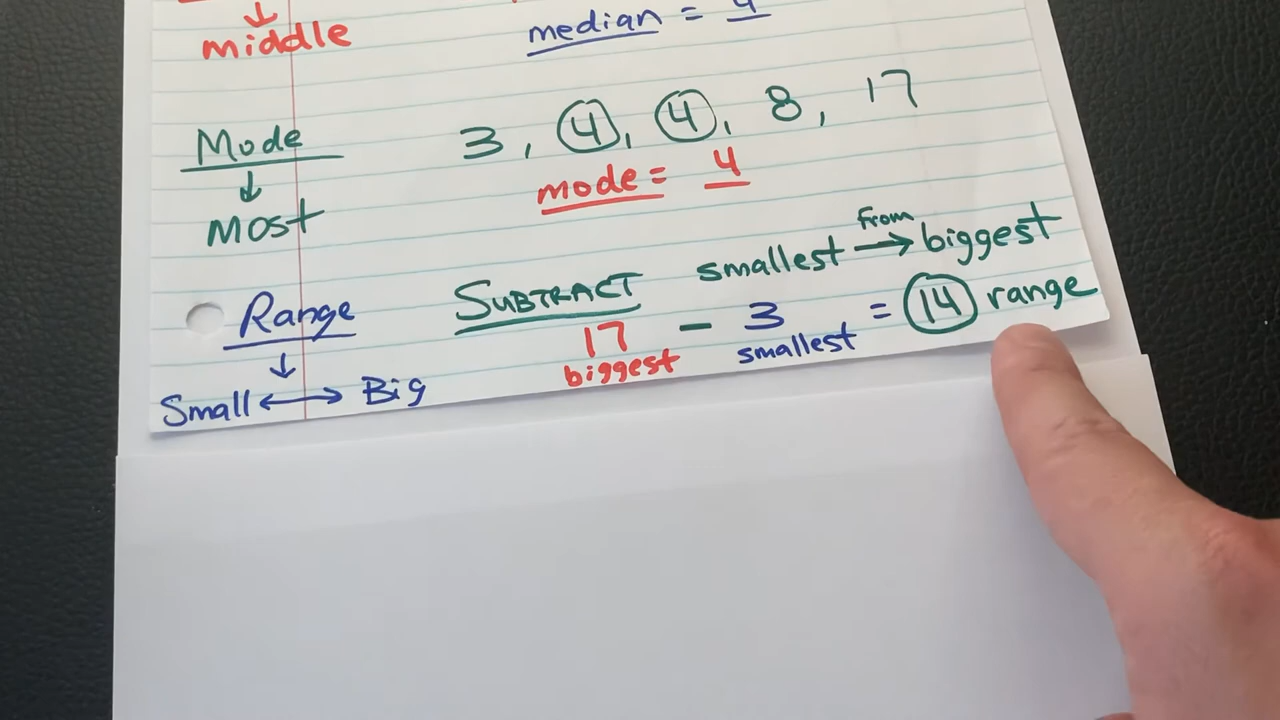 middle
median = 4
Mode
3, 4, 4, 8, 17
mode = 4
Most
smallest from → biggest
Range
SUBTRACT
17 - 3 = 14 range
biggest smallest
Small ↔ Big